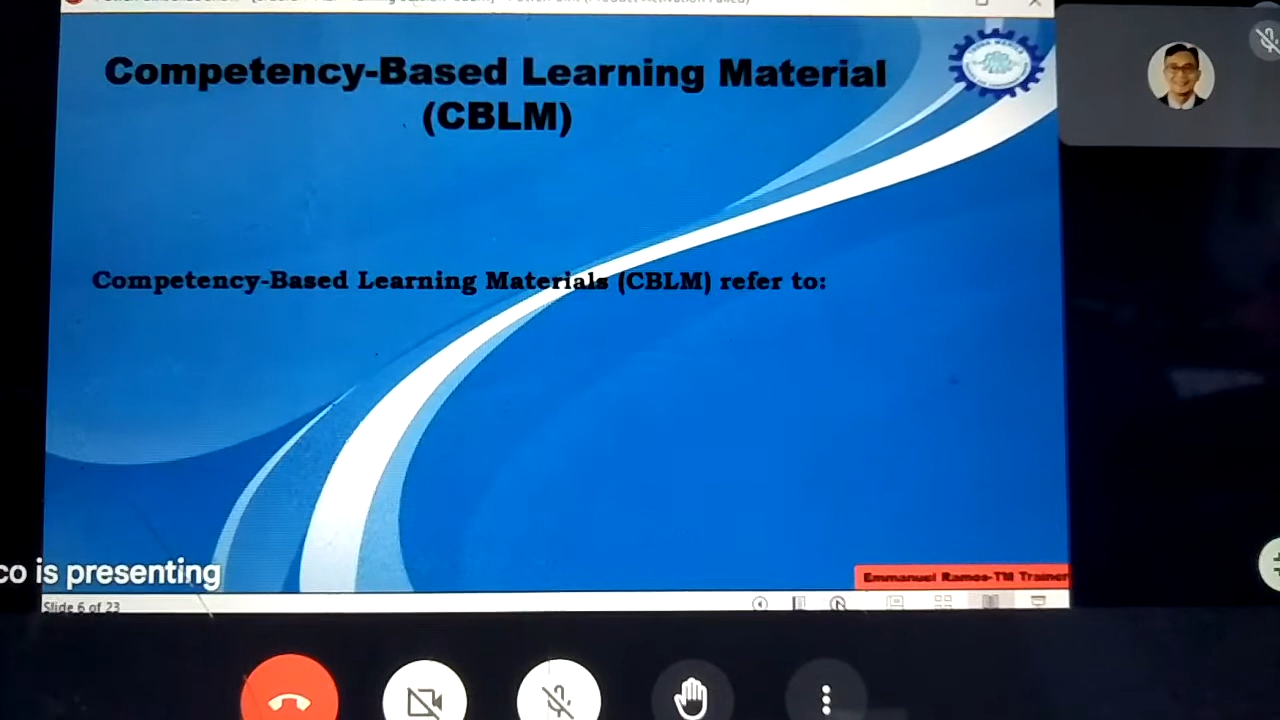 Competency-Based Learning Material
(CBLM)
Competency-Based Learning Materials (CBLM) refer to:
co is presenting
Emmanuel Ramos-TM Trainer
Slide 6 of 23